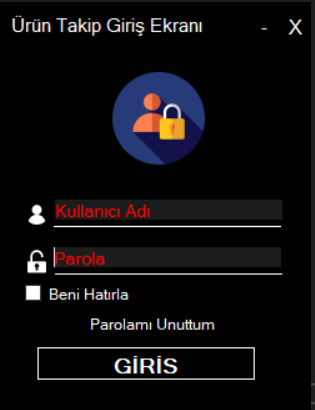 Ürün Takip Giriş Ekranı - X
Kullanıcı Adı
Parola
Beni Hatırla
Parolamı Unuttum
GİRİS